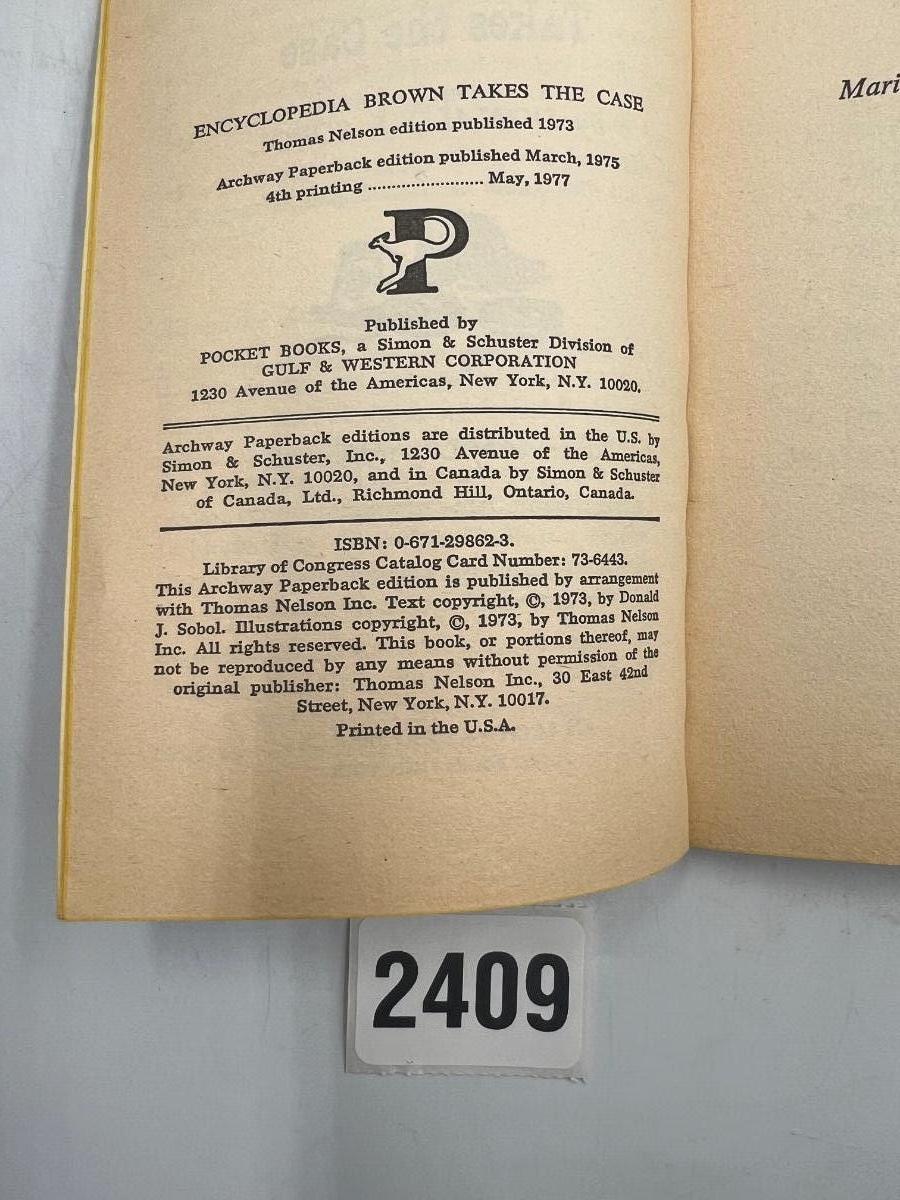 ENCYCLOPEDIA BROWN TAKES THE CASE
Thomas Nelson edition published 1973
Archway Paperback edition published March, 1975
4th printing ........................ May, 1977
P
Published by
POCKET BOOKS, a Simon & Schuster Division of
GULF & WESTERN CORPORATION
1230 Avenue of the Americas, New York, N.Y. 10020.
Archway Paperback editions are distributed in the U.S. by
Simon & Schuster, Inc., 1230 Avenue of the Americas,
New York, N.Y. 10020, and in Canada by Simon & Schuster
of Canada, Ltd., Richmond Hill, Ontario, Canada.
ISBN: 0-671-29862-3.
Library of Congress Catalog Card Number: 73-6443.
This Archway Paperback edition is published by arrangement
with Thomas Nelson Inc. Text copyright, ©, 1973, by Donald
J. Sobol. Illustrations copyright, ©, 1973, by Thomas Nelson
Inc. All rights reserved. This book, or portions thereof, may
not be reproduced by any means without permission of the
original publisher: Thomas Nelson Inc., 30 East 42nd
Street, New York, N.Y. 10017.
Printed in the U.S.A.
Mari
2409